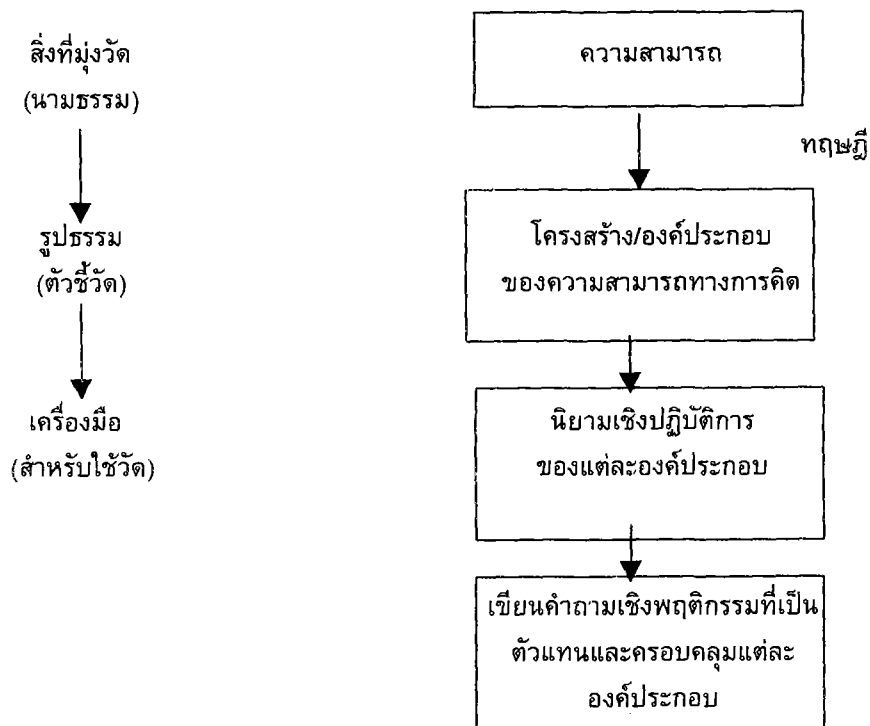 สิ่งที่มุ่งวัด
(นามธรรม)
รูปธรรม
(ตัวชี้วัด)
เครื่องมือ
(สำหรับใช้วัด)
ความสามารถ
ทฤษฎี
โครงสร้าง/องค์ประกอบ
ของความสามารถทางการคิด
นิยามเชิงปฏิบัติการ
ของแต่ละองค์ประกอบ
เขียนคำถามเชิงพฤติกรรมที่เป็น
ตัวแทนและครอบคลุมแต่ละ
องค์ประกอบ